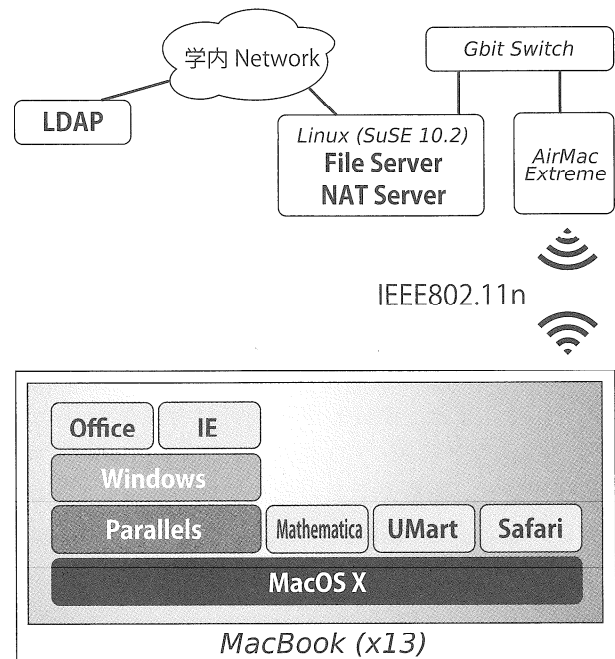 学内 Network
Gbit Switch
LDAP
Linux (SuSE 10.2)
File Server
NAT Server
AirMac
Extreme
IEEE802.11n
Office
IE
Windows
Parallels
Mathematica
UMart
Safari
MacOS X
MacBook (x13)